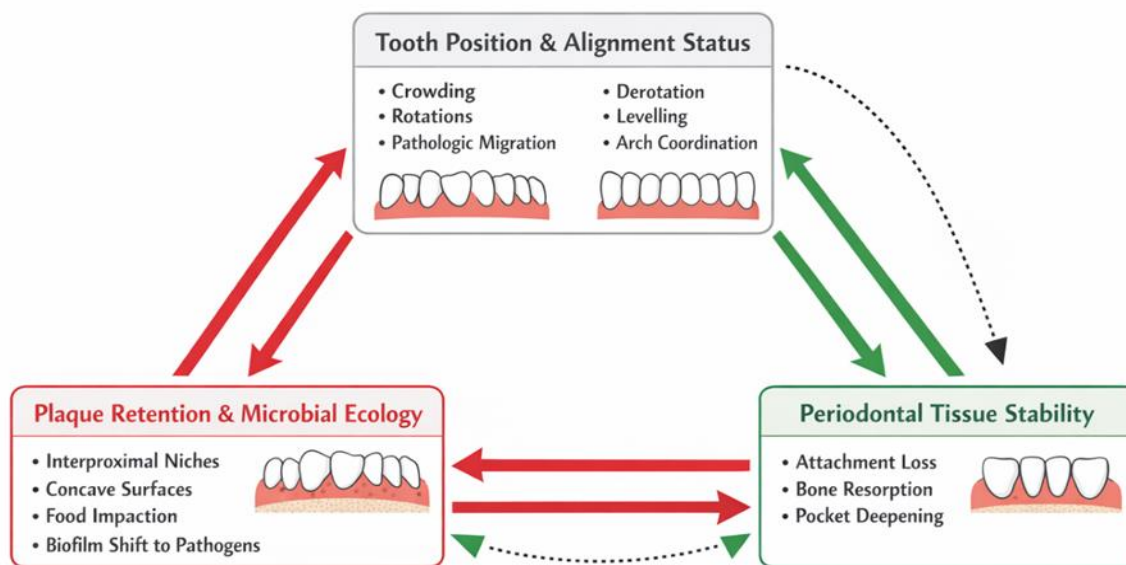 Tooth Position & Alignment Status
• Crowding
• Rotations
• Pathologic Migration
• Derotation
• Levelling
• Arch Coordination
Plaque Retention & Microbial Ecology
• Interproximal Niches
• Concave Surfaces
• Food Impaction
• Biofilm Shift to Pathogens
Periodontal Tissue Stability
• Attachment Loss
• Bone Resorption
• Pocket Deepening